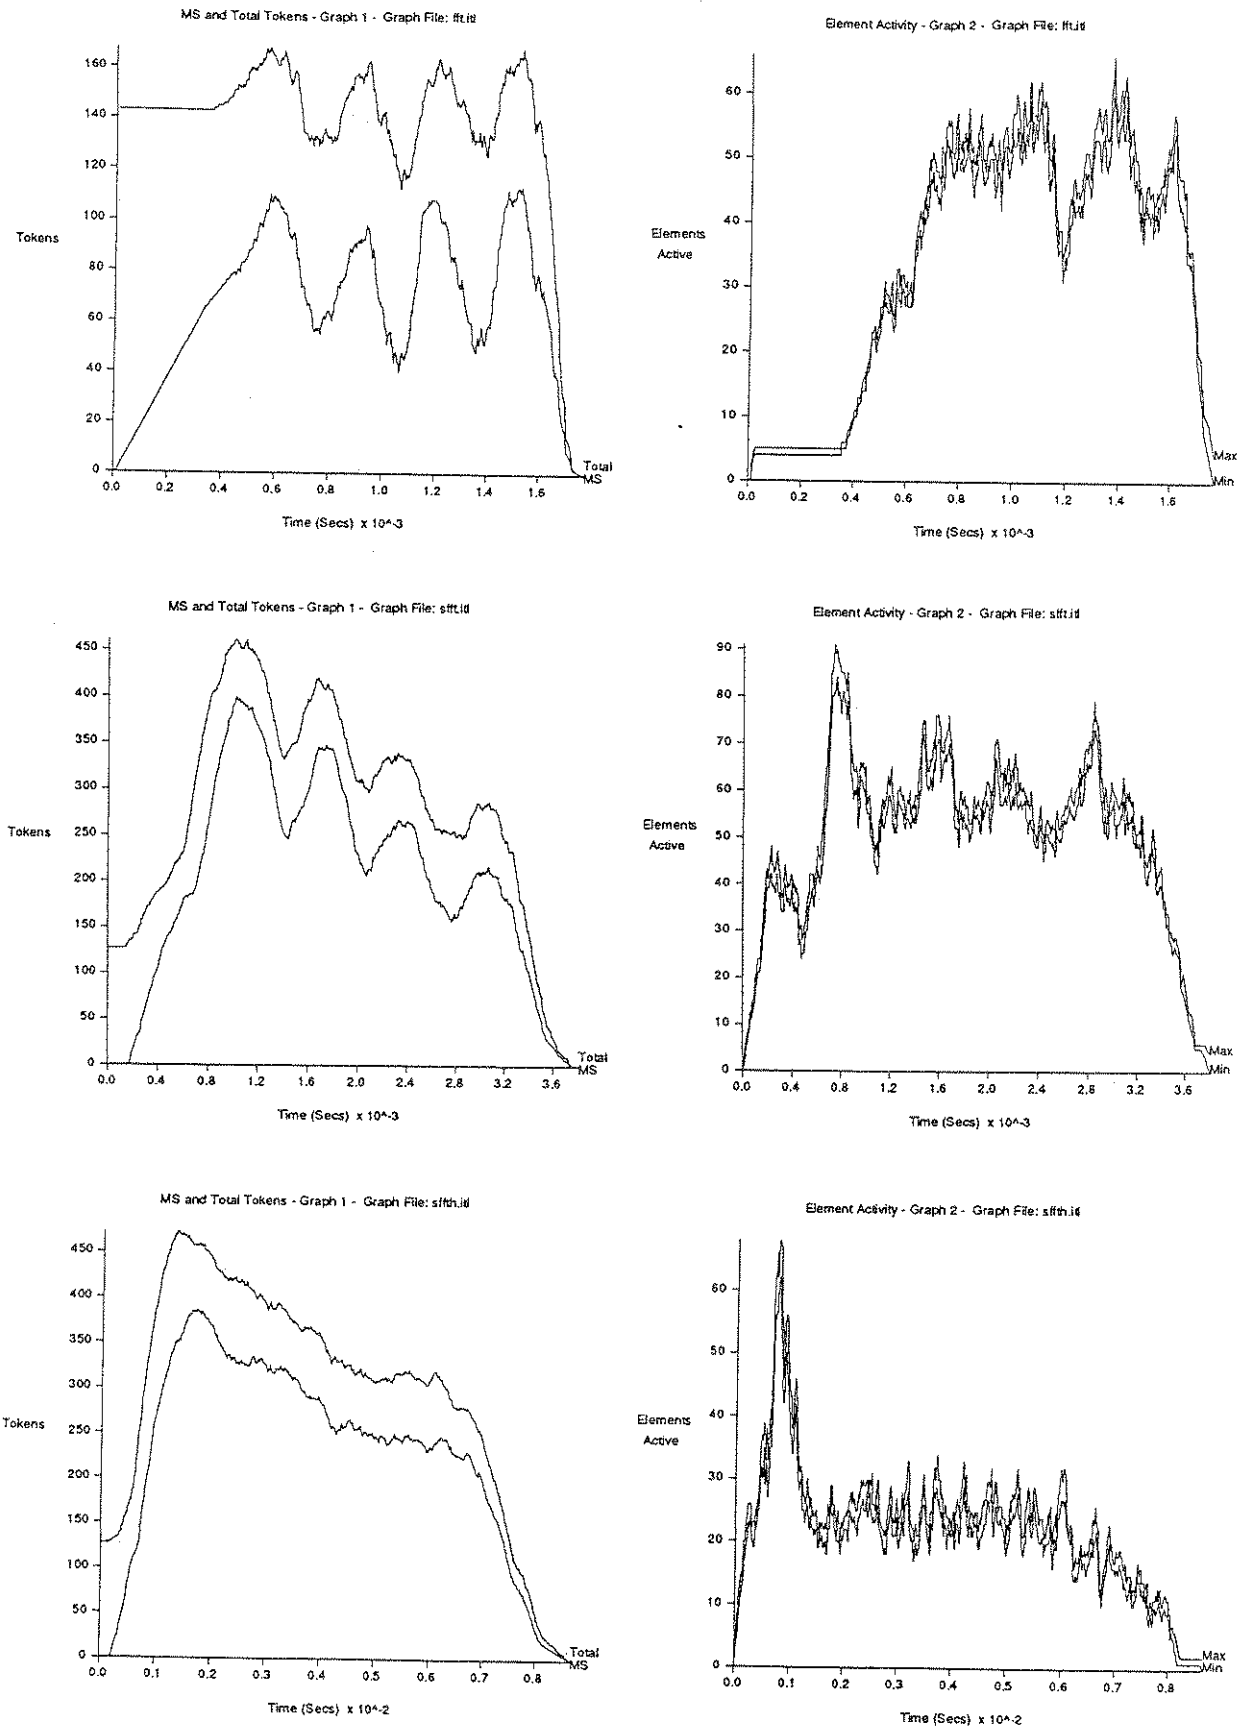 MS and Total Tokens - Graph 1 - Graph File: fft.itl
160
140
120
100
Tokens
80
60
40
20
0
Total
MS
0.0 0.2 0.4 0.6 0.8 1.0 1.2 1.4 1.6
Time (Secs) x 10^-3
Element Activity - Graph 2 - Graph File: fft.itl
60
50
40
Elements
Active
30
20
10
0
Max
Min
0.0 0.2 0.4 0.6 0.8 1.0 1.2 1.4 1.6
Time (Secs) x 10^-3
MS and Total Tokens - Graph 1 - Graph File: sfft.itl
450
400
350
300
Tokens
250
200
150
100
50
0
Total
MS
0.0 0.4 0.8 1.2 1.6 2.0 2.4 2.8 3.2 3.6
Time (Secs) x 10^-3
Element Activity - Graph 2 - Graph File: sfft.itl
90
80
70
60
Elements
50
Active
40
30
20
10
0
Max
Min
0.0 0.4 0.8 1.2 1.6 2.0 2.4 2.8 3.2 3.6
Time (Secs) x 10^-3
MS and Total Tokens - Graph 1 - Graph File: sffth.itl
450
400
350
300
Tokens
250
200
150
100
50
0
Total
MS
0.0 0.1 0.2 0.3 0.4 0.5 0.6 0.7 0.8
Time (Secs) x 10^-2
Element Activity - Graph 2 - Graph File: sffth.itl
60
50
40
Elements
Active
30
20
10
0
Max
Min
0.0 0.1 0.2 0.3 0.4 0.5 0.6 0.7 0.8
Time (Secs) x 10^-2